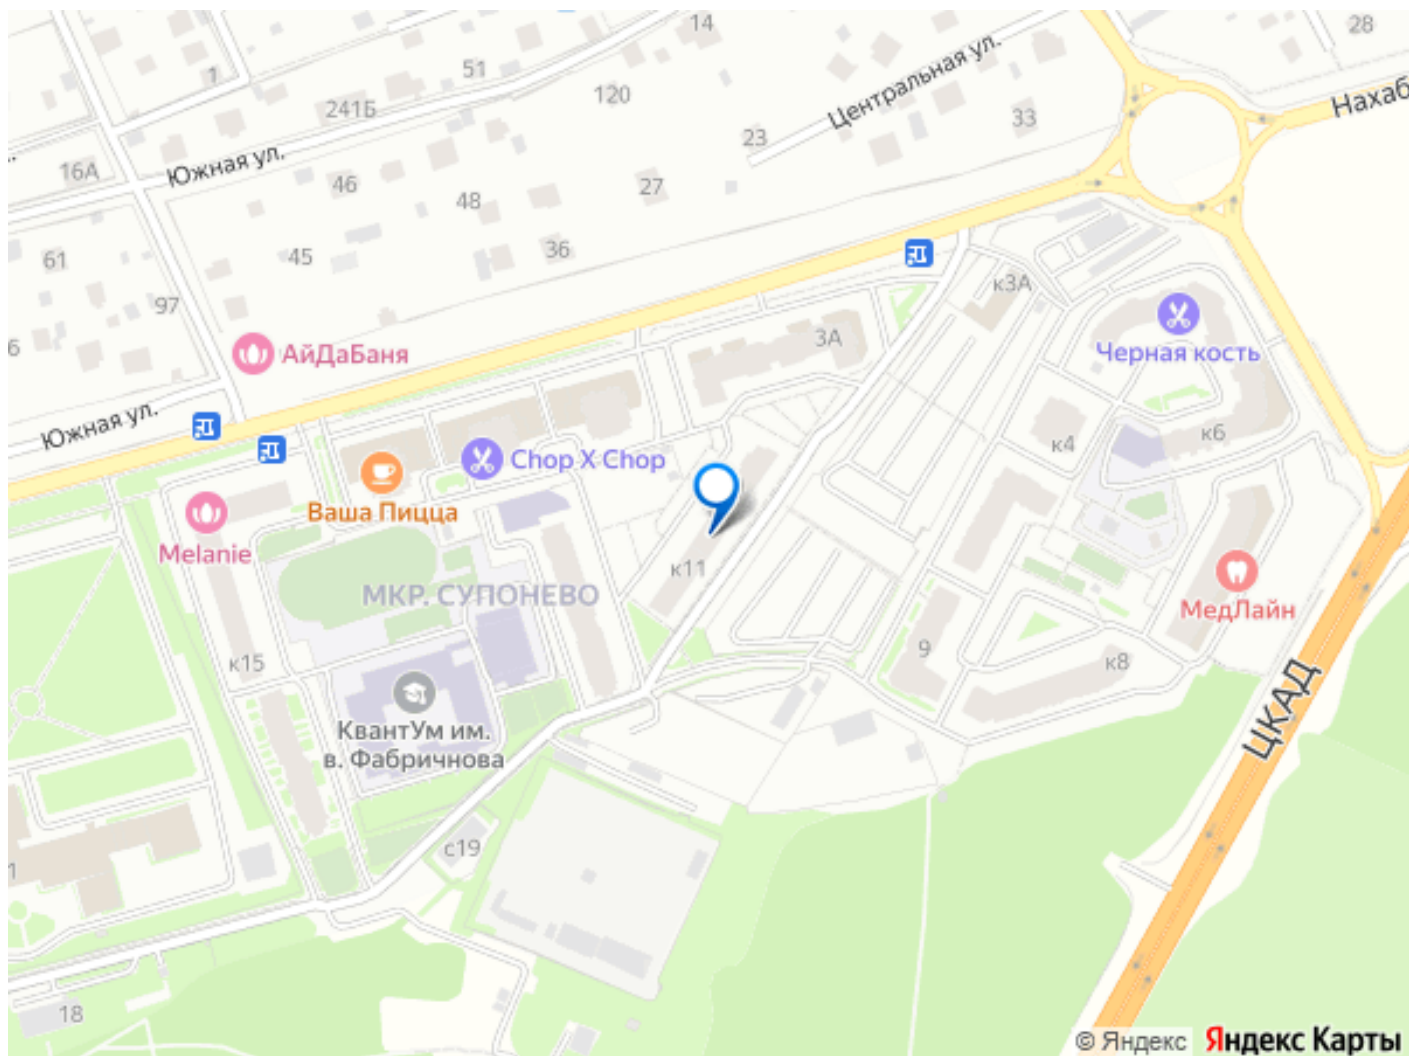 14
28
Центральная ул.
51
1
Нахаб
241Б
120
33
23
Южная ул.
16А
46
27
48
36
45
61
к3А
97
3А
АйДаБаня
Черная кость
Южная ул.
к6
к4
Chop X Chop
Ваша Пицца
Melanie
к11
МКР. СУПОНЕВО
МедЛайн
9
к8
к15
ЦКАД
КвантУм им.
в. Фабричнова
с19
1
18
© Яндекс Яндекс Карты